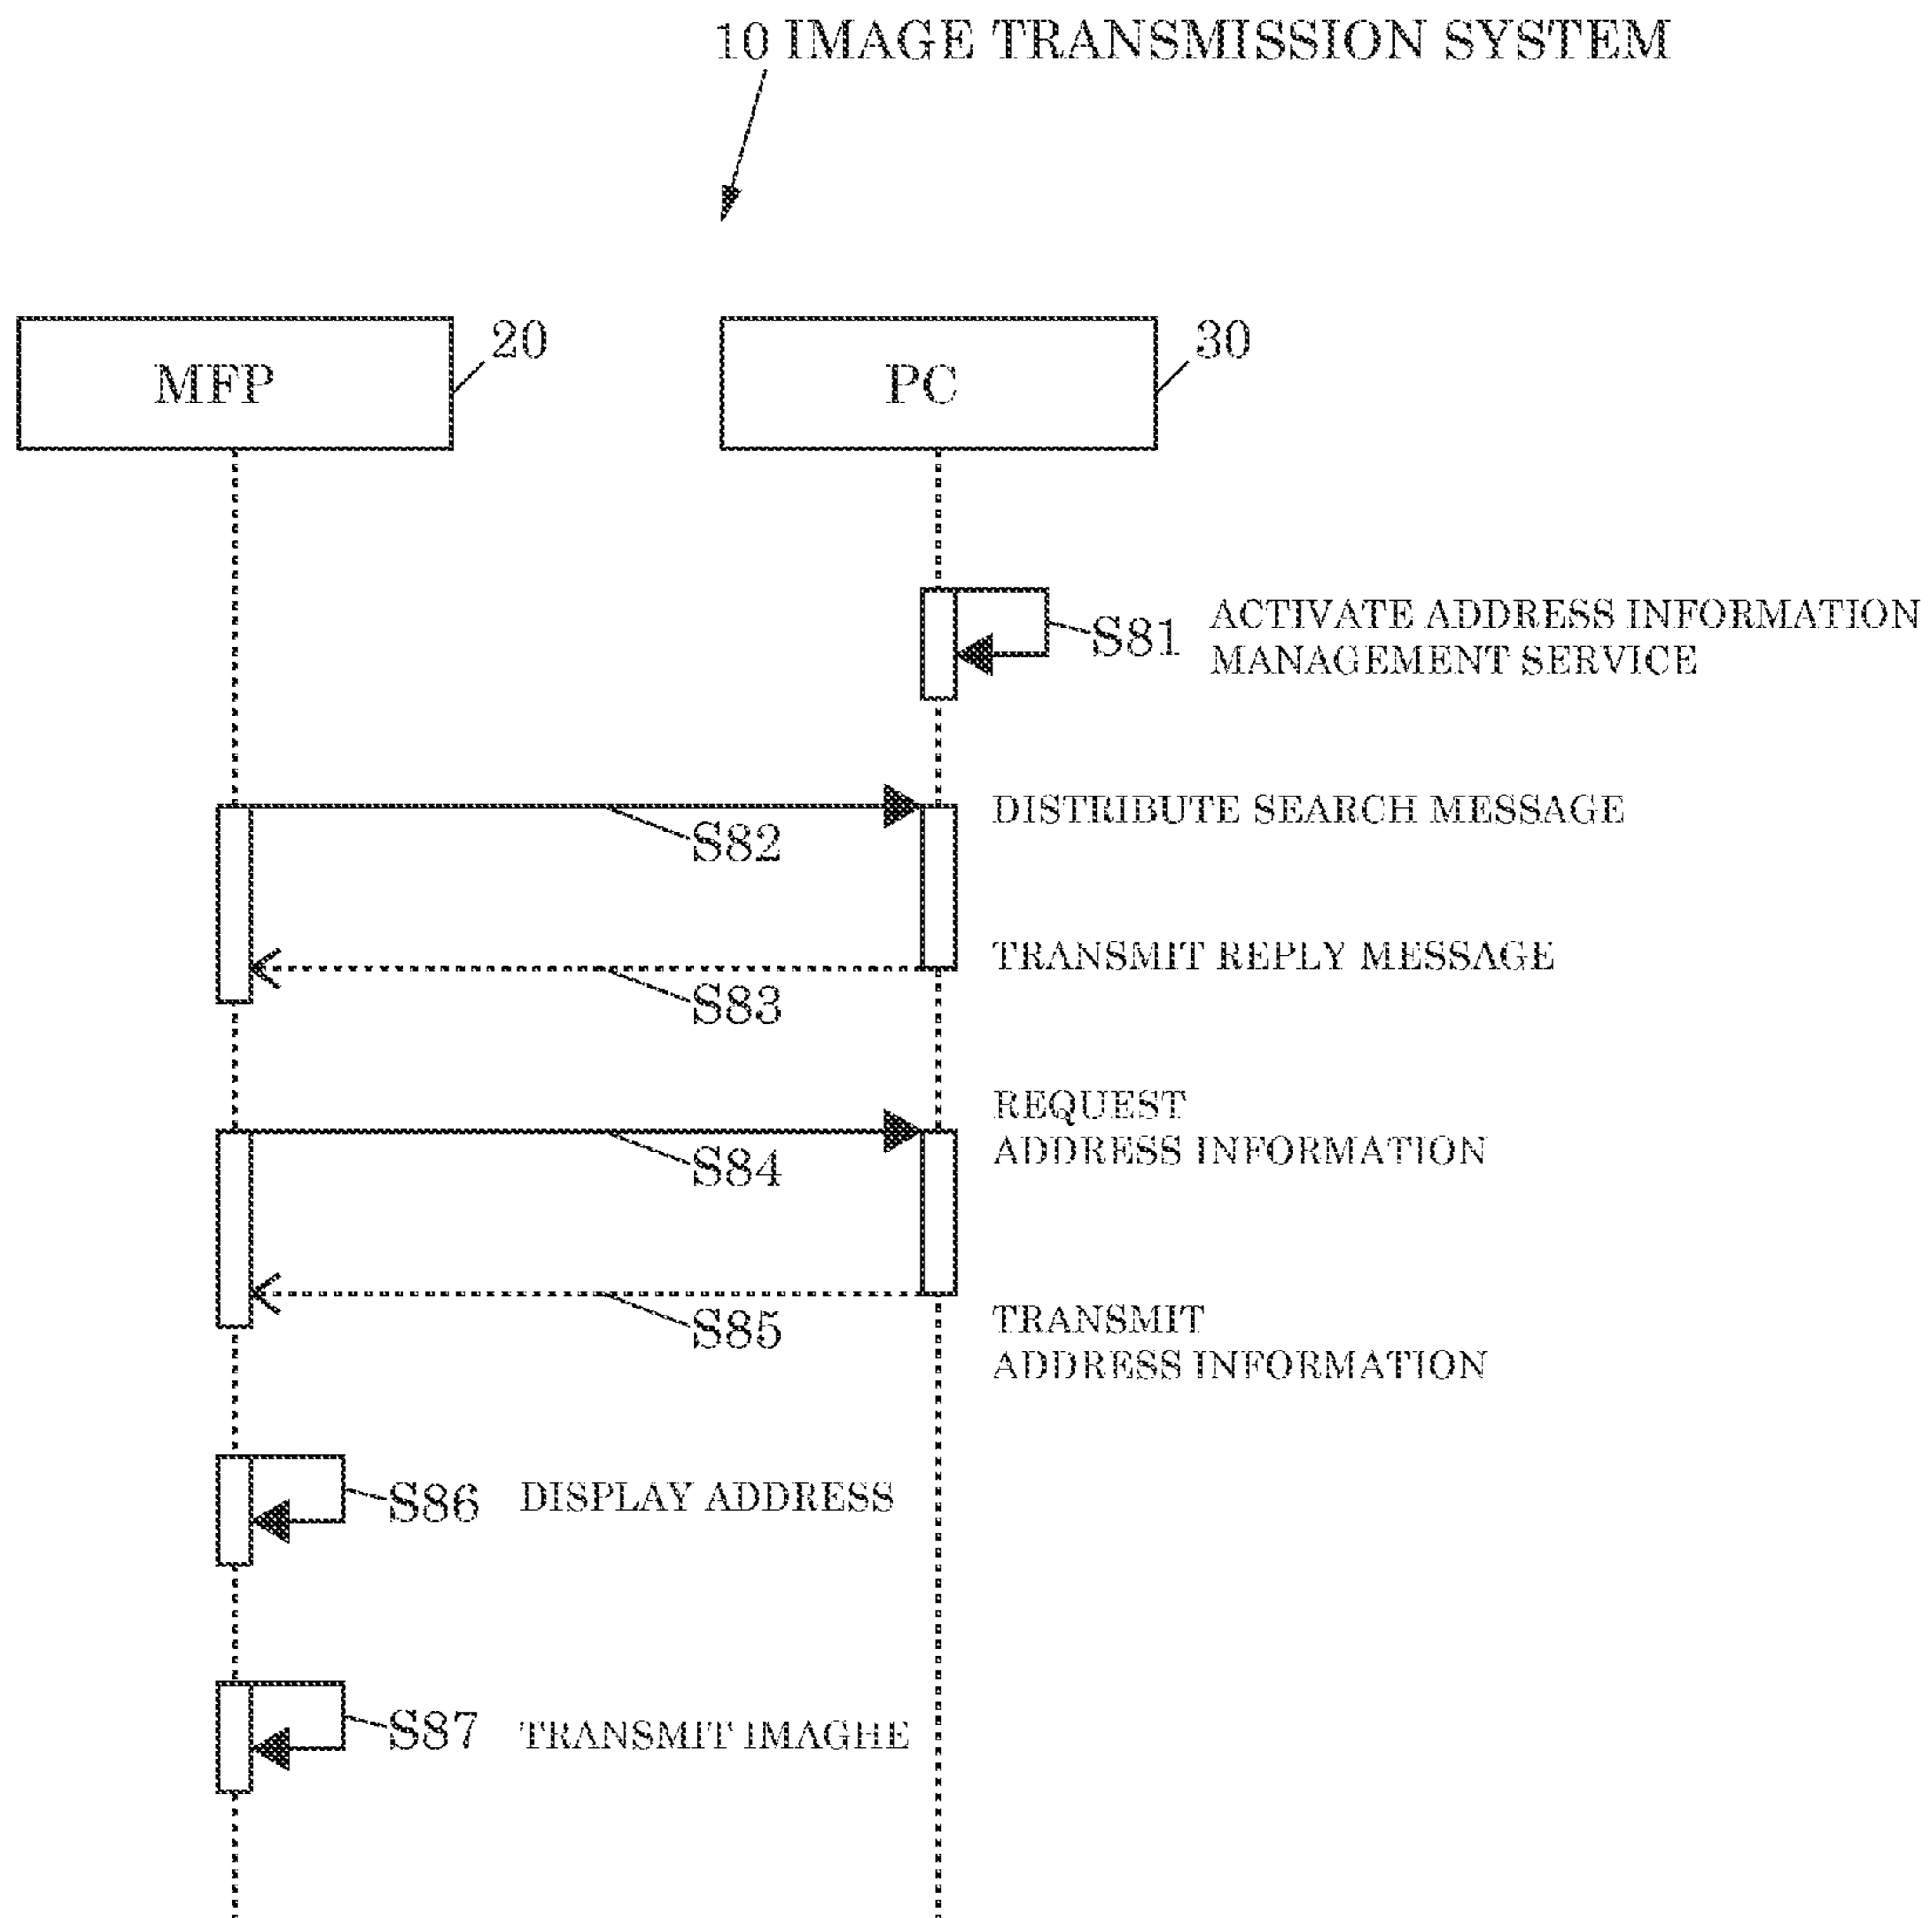 10 IMAGE TRANSMISSION SYSTEM
MFP
20
PC
30
S81
ACTIVATE ADDRESS INFORMATION
MANAGEMENT SERVICE
DISTRIBUTE SEARCH MESSAGE
S82
TRANSMIT REPLY MESSAGE
S83
REQUEST
ADDRESS INFORMATION
S84
TRANSMIT
ADDRESS INFORMATION
S85
S86 DISPLAY ADDRESS
S87 TRANSMIT IMAGHE